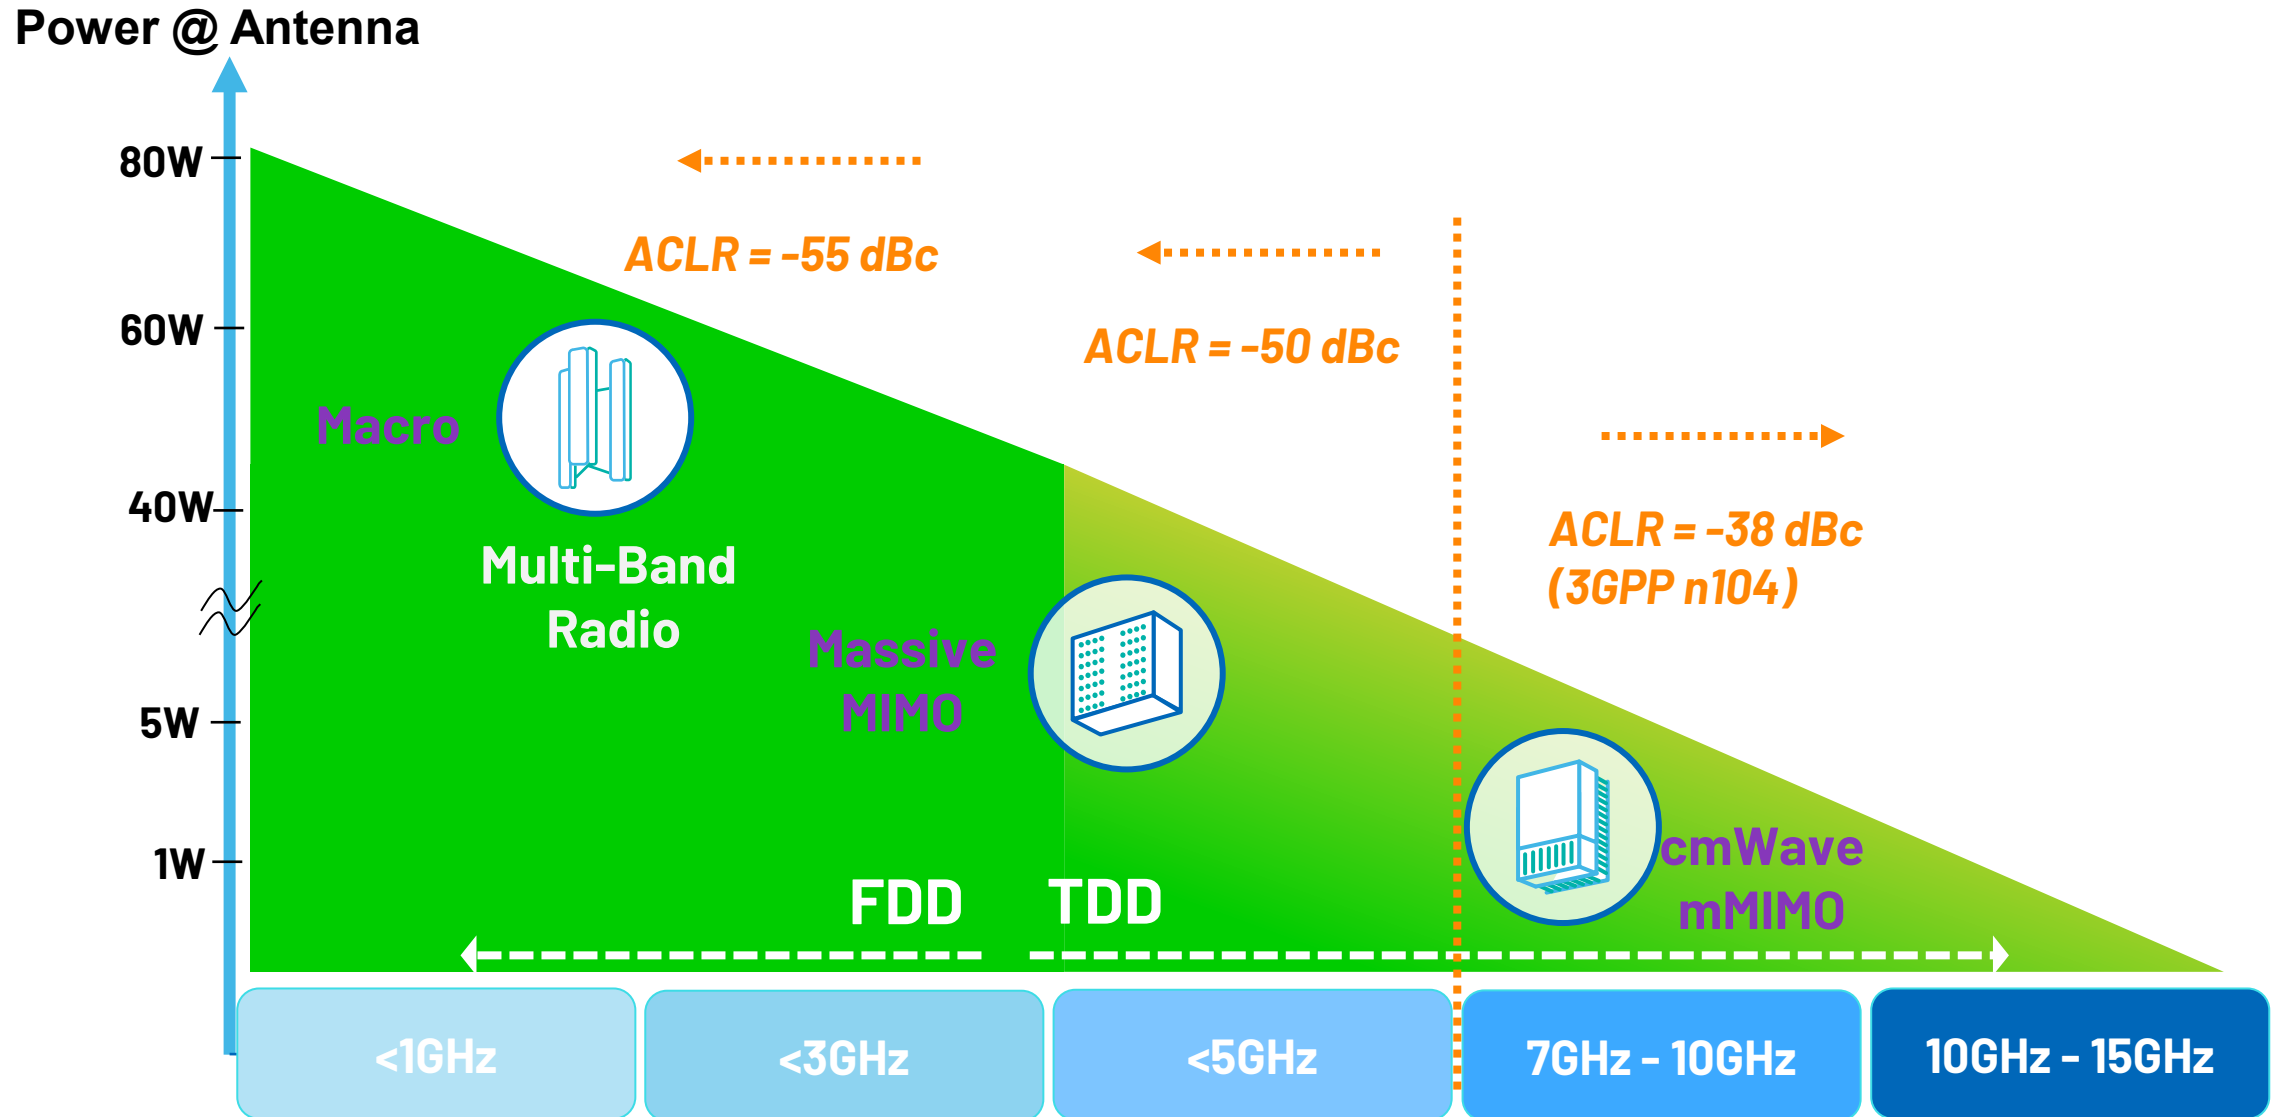 Power @ Antenna
80W
ACLR = -55 dBc
60W
ACLR = -50 dBc
Macro
40W
ACLR = -38 dBc
(3GPP n104)
Multi-Band
Radio
Massive
MIMO
5W
1W
cmWave
mMIMO
FDD
TDD
<1GHz
<3GHz
<5GHz
7GHz - 10GHz
10GHz - 15GHz